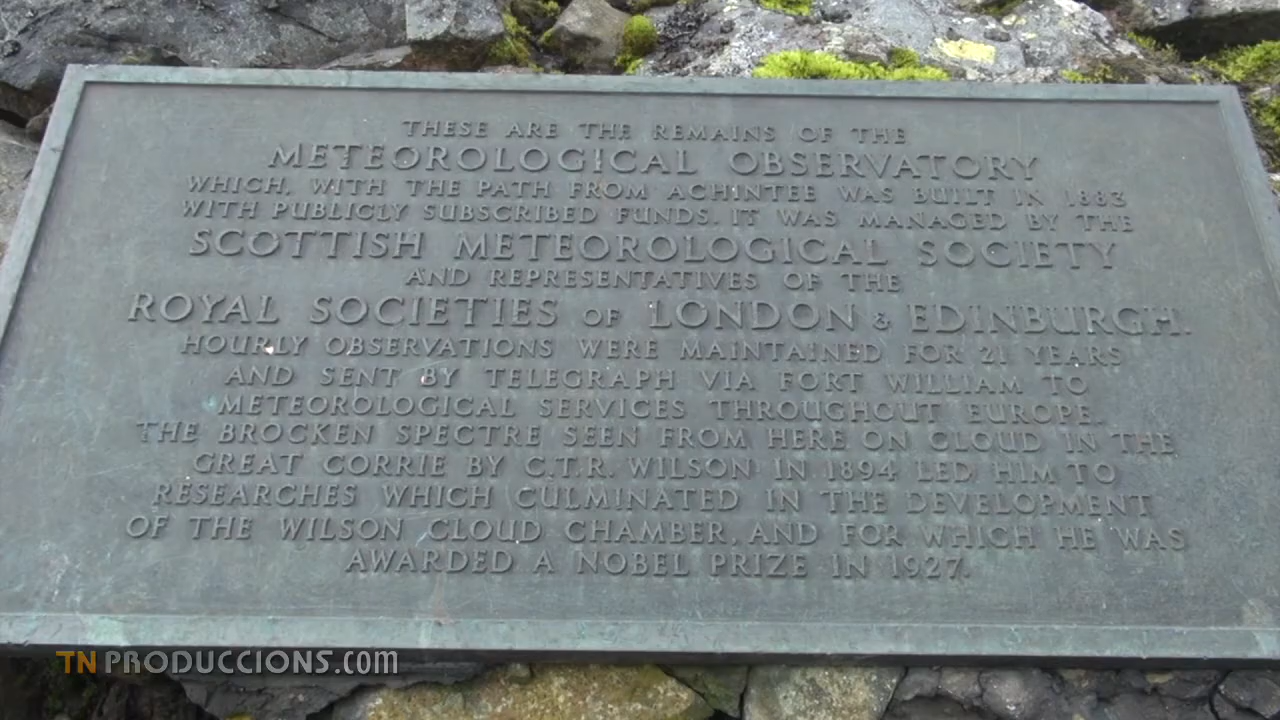 THESE ARE THE REMAINS OF THE
METEOROLOGICAL OBSERVATORY
WHICH, WITH THE PATH FROM ACHINTEE WAS BUILT IN 1883
WITH PUBLICLY SUBSCRIBED FUNDS. IT WAS MANAGED BY THE
SCOTTISH METEOROLOGICAL SOCIETY
AND REPRESENTATIVES OF THE
ROYAL SOCIETIES OF LONDON & EDINBURGH.
HOURLY OBSERVATIONS WERE MAINTAINED FOR 21 YEARS
AND SENT BY TELEGRAPH VIA FORT WILLIAM TO
METEOROLOGICAL SERVICES THROUGHOUT EUROPE.
THE BROCKEN SPECTRE SEEN FROM HERE ON CLOUD IN THE
GREAT CORRIE BY C.T.R. WILSON IN 1894 LED HIM TO
RESEARCHES WHICH CULMINATED IN THE DEVELOPMENT
OF THE WILSON CLOUD CHAMBER, AND FOR WHICH HE WAS
AWARDED A NOBEL PRIZE IN 1927.
TN PRODUCCIONS.COM